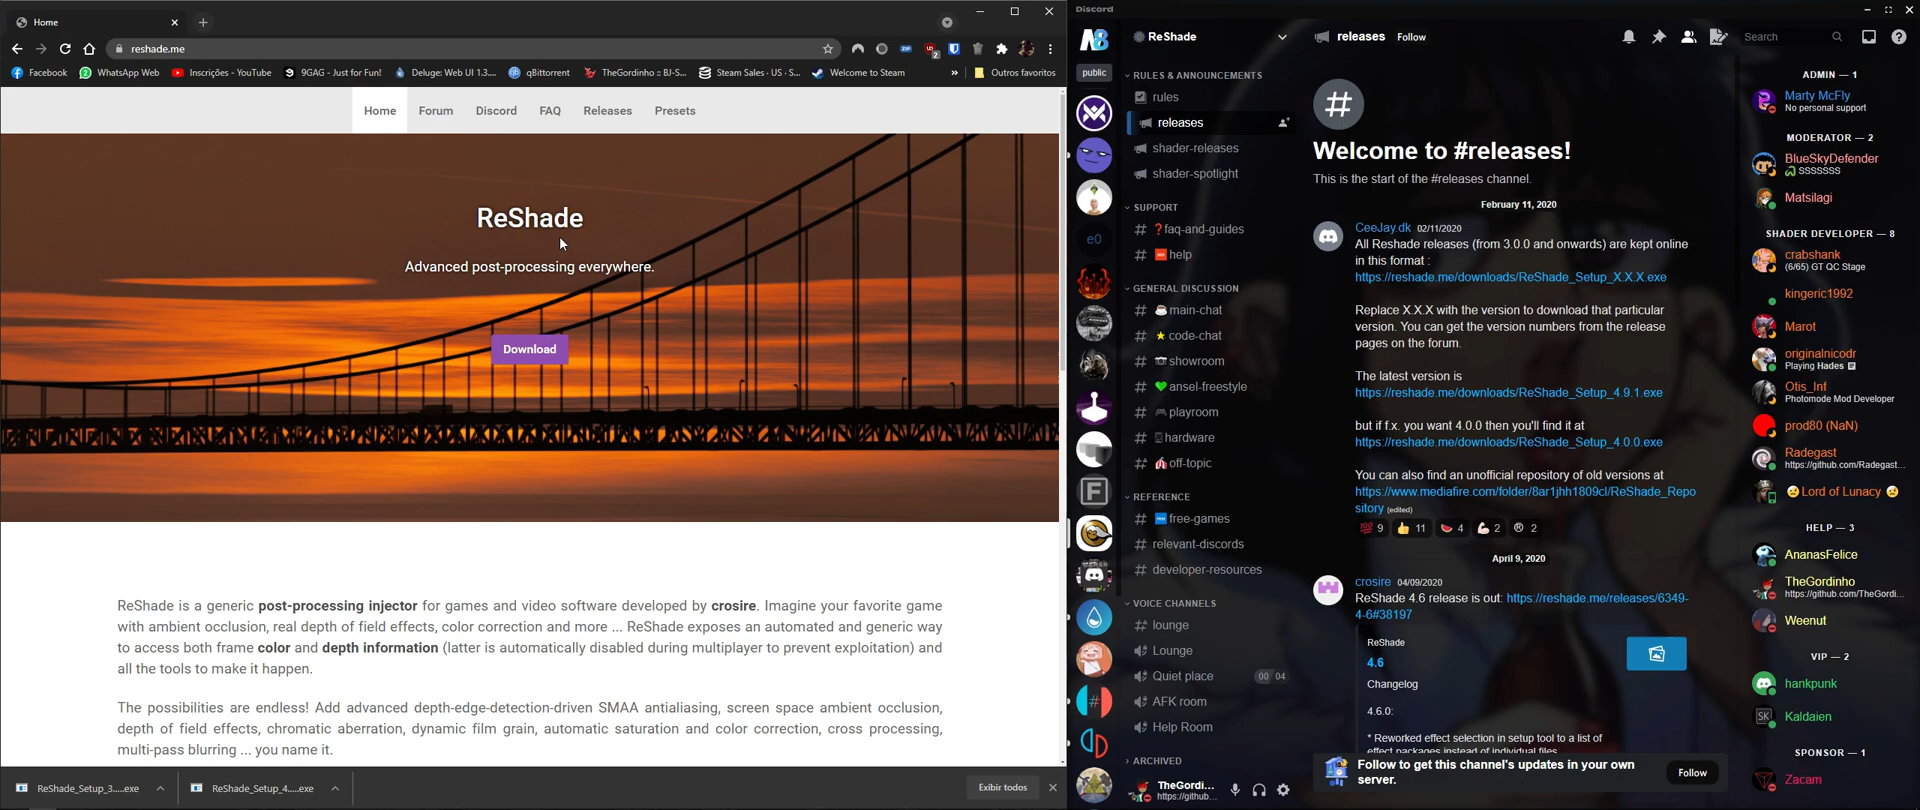 Home
reshade.me
Facebook
WhatsApp Web
Inscrições - YouTube
9GAG - Just for Fun!
Deluge: Web UI 1.3....
qBittorrent
TheGordinho :: BJ-S...
Steam Sales · US · S...
Welcome to Steam
»
Outros favoritos
Home
Forum
Discord
FAQ
Releases
Presets
ReShade
Advanced post-processing everywhere.
Download
ReShade is a generic post-processing injector for games and video software developed by crosire. Imagine your favorite game
with ambient occlusion, real depth of field effects, color correction and more ... ReShade exposes an automated and generic way
to access both frame color and depth information (latter is automatically disabled during multiplayer to prevent exploitation) and
all the tools to make it happen.
The possibilities are endless! Add advanced depth-edge-detection-driven SMAA antialiasing, screen space ambient occlusion,
depth of field effects, chromatic aberration, dynamic film grain, automatic saturation and color correction, cross processing,
multi-pass blurring ... you name it.
ReShade_Setup_3.....exe
ReShade_Setup_4.....exe
Exibir todos
Discord
public
e0
ReShade
RULES & ANNOUNCEMENTS
rules
releases
shader-releases
shader-spotlight
SUPPORT
❓faq-and-guides
help
GENERAL DISCUSSION
main-chat
code-chat
showroom
ansel-freestyle
playroom
hardware
off-topic
REFERENCE
free-games
relevant-discords
developer-resources
VOICE CHANNELS
lounge
Lounge
Quiet place
00 04
AFK room
Help Room
ARCHIVED
TheGordi...
https://github...
releases
Follow
Search
#
Welcome to #releases!
This is the start of the #releases channel.
February 11, 2020
CeeJay.dk 02/11/2020
All Reshade releases (from 3.0.0 and onwards) are kept online
in this format :
https://reshade.me/downloads/ReShade_Setup_X.X.X.exe
Replace X.X.X with the version to download that particular
version. You can get the version numbers from the release
pages on the forum.
The latest version is
https://reshade.me/downloads/ReShade_Setup_4.9.1.exe
but if f.x. you want 4.0.0 then you'll find it at
https://reshade.me/downloads/ReShade_Setup_4.0.0.exe
You can also find an unofficial repository of old versions at
https://www.mediafire.com/folder/8ar1jhh1809cl/ReShade_Repo
sitory (edited)
💯 9 👍 11 🍉 4 💪 2 ® 2
April 9, 2020
crosire 04/09/2020
ReShade 4.6 release is out: https://reshade.me/releases/6349-
4-6#38197
ReShade
4.6
Changelog
4.6.0:
* Reworked effect selection in setup tool to a list of
effect packages instead of individual files
Follow to get this channel's updates in your own
server.
Follow
ADMIN — 1
Marty McFly
No personal support
MODERATOR — 2
BlueSkyDefender
SSSSSSS
Matsilagi
SHADER DEVELOPER — 8
crabshank
(6/65) GT QC Stage
kingeric1992
Marot
originalnicodr
Playing Hades
Otis_Inf
Photomode Mod Developer
prod80 (NaN)
Radegast
https://github.com/Radegast...
Lord of Lunacy
HELP — 3
AnanasFelice
TheGordinho
https://github.com/TheGordi...
Weenut
VIP — 2
hankpunk
Kaldaien
SPONSOR — 1
Zacam